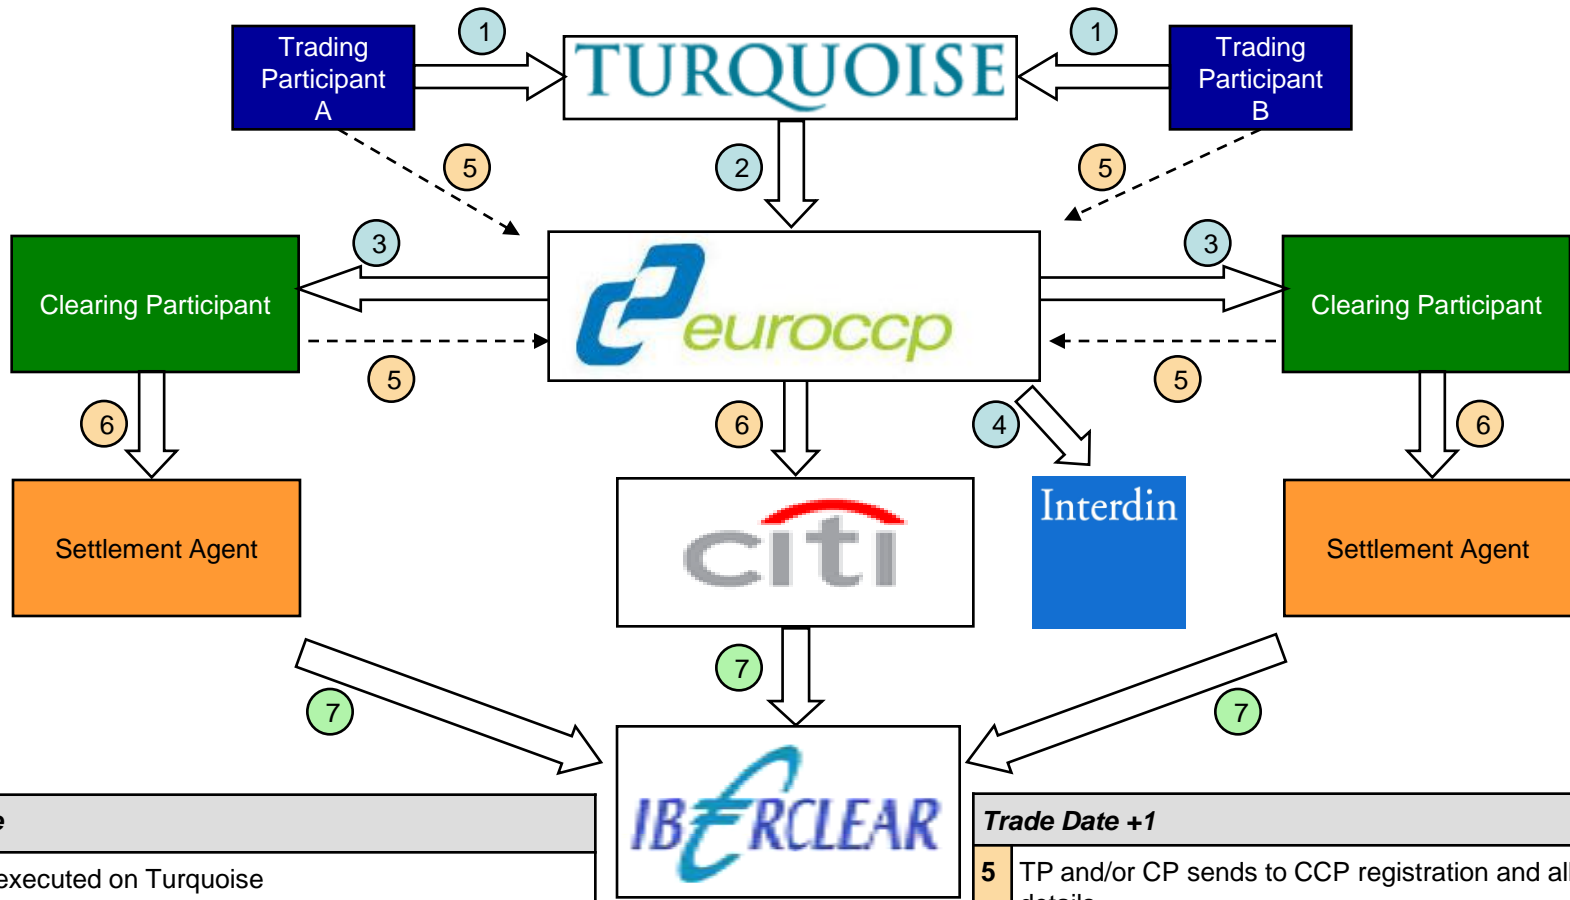 1
1
Trading
Participant
A
TURQUOISE
Trading
Participant
B
5
2
5
3
3
Clearing Participant
euroccp
Clearing Participant
5
5
6
6
4
6
Settlement Agent
citi
Interdin
Settlement Agent
7
7
7
IBERCLEAR
executed on Turquoise
Trade Date +1
5 TP and/or CP sends to CCP registration and
details